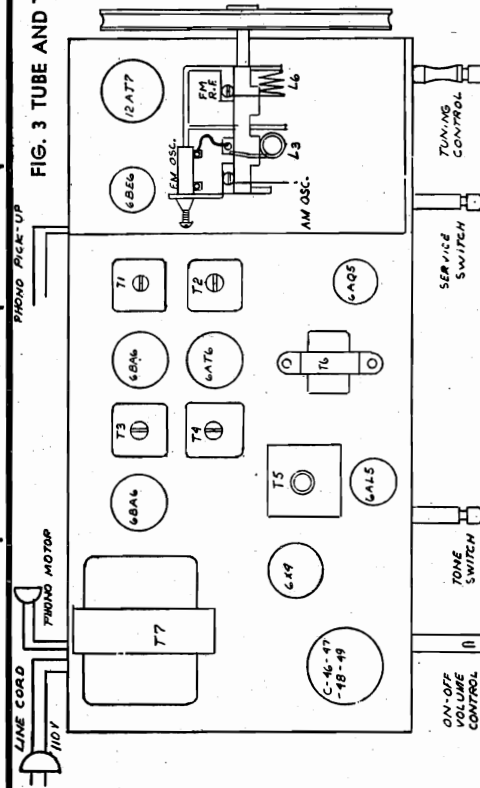 FIG. 3 TUBE AND
PHONO PICK-UP
LINE CORD
110V
PHONO MOTOR
12AT7
6BE6
FM OSC.
FM
R.F.
L6
L3
AM OSC.
T1
T2
6BA6
6AT6
6AQ5
T6
T3
T4
6BA6
T5
6AL5
T7
6X4
C-46-47
-48-49
ON-OFF
VOLUME
CONTROL
TONE
SWITCH
SERVICE
SWITCH
TUNING
CONTROL